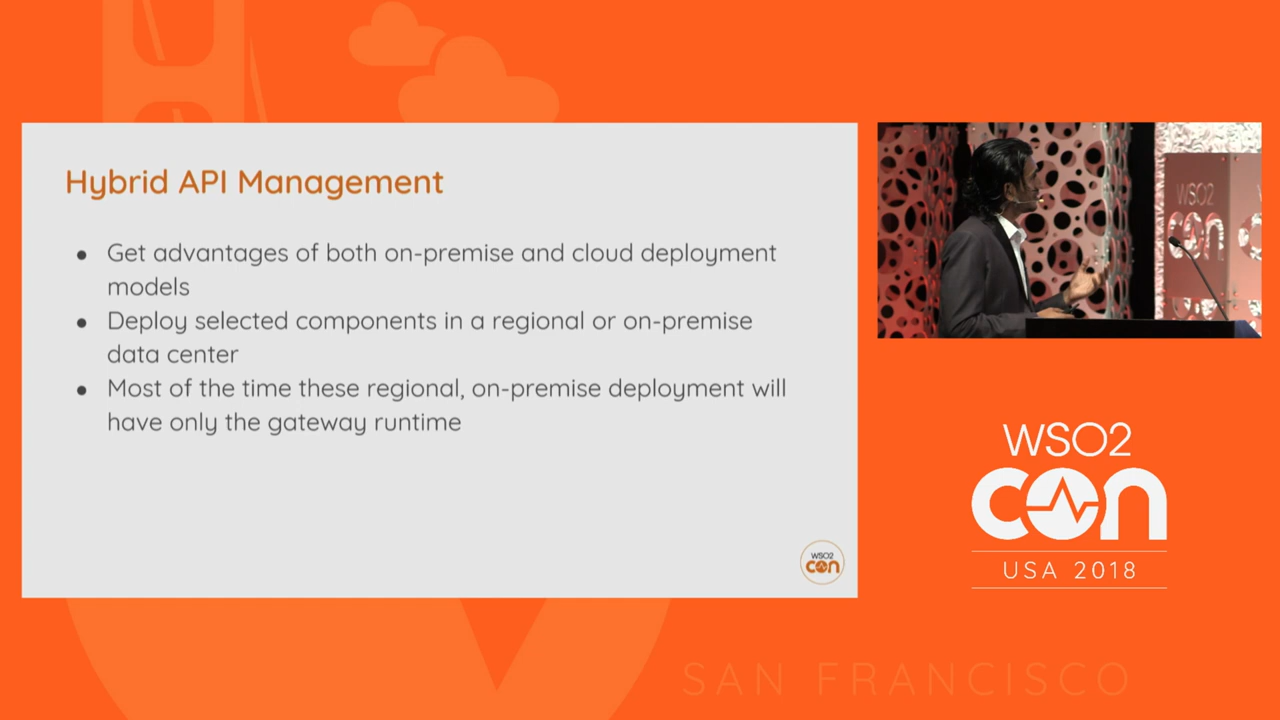 Hybrid API Management
● Get advantages of both on-premise and cloud deployment
models
● Deploy selected components in a regional or on-premise
data center
● Most of the time these regional, on-premise deployment will
have only the gateway runtime
WSO2
con
WSO2
con
WSO2
con
USA 2018
SAN FRANCISCO